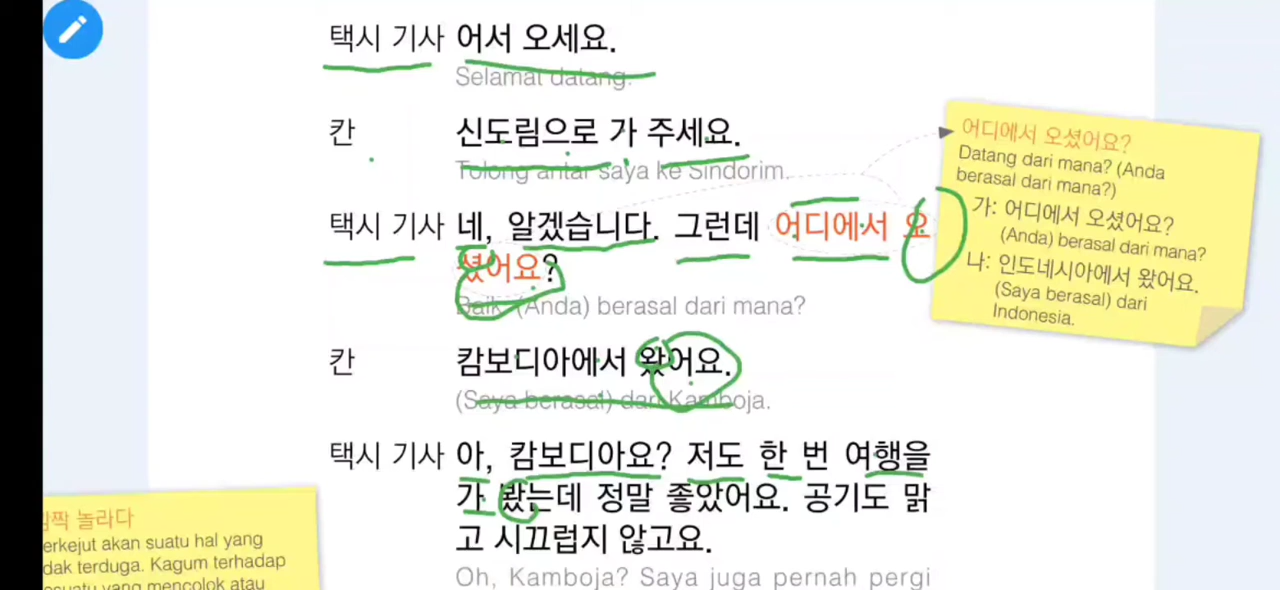 택시 기사 어서 오세요.
Selamat datang.
칸 신도림으로 가 주세요.
Tolong antar saya ke Sindorim.
택시 기사 네, 알겠습니다. 그런데 어디에서 요
셨어요?
Baik. (Anda) berasal dari mana?
칸 캄보디아에서 왔어요.
(Saya berasal) dari Kamboja.
택시 기사 아, 캄보디아요? 저도 한 번 여행을
가 봤는데 정말 좋았어요. 공기도 맑
고 시끄럽지 않고요.
Oh, Kamboja? Saya juga pernah pergi
어디에서 오셨어요?
Datang dari mana? (Anda
berasal dari mana?)
가: 어디에서 오셨어요?
(Anda) berasal dari mana?
나: 인도네시아에서 왔어요.
(Saya berasal) dari
Indonesia.
짝 놀라다
erkejut akan suatu hal yang
dak terduga. Kagum terhadap
esuatu yang mencolok atau